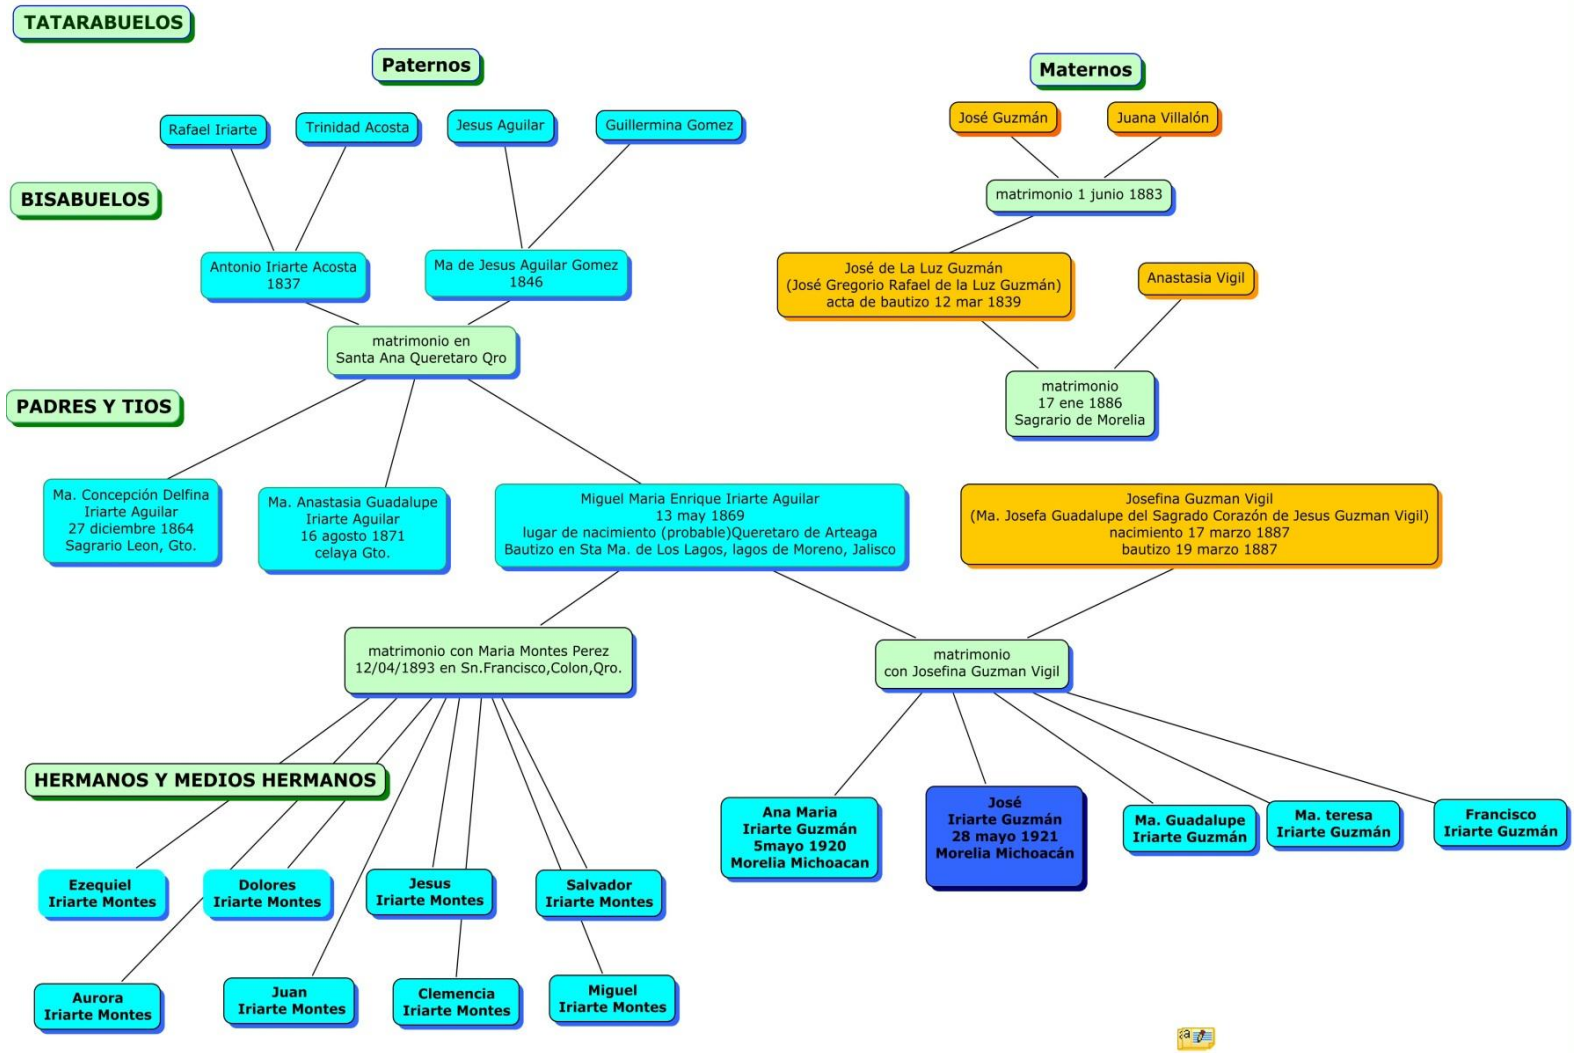 TATARABUELOS
Paternos
Maternos
Rafael Iriarte
Trinidad Acosta
Jesus Aguilar
Guillermina Gomez
José Guzmán
Juana Villalón
BISABUELOS
matrimonio 1 junio 1883
Antonio Iriarte Acosta
1837
Ma de Jesus Aguilar Gomez
1846
José de La Luz Guzmán
(José Gregorio Rafael de la Luz Guzmán)
acta de bautizo 12 mar 1839
Anastasia Vigil
matrimonio en
Santa Ana Queretaro Qro
matrimonio
17 ene 1886
Sagrario de Morelia
PADRES Y TIOS
Ma. Concepción Delfina
Iriarte Aguilar
27 diciembre 1864
Sagrario Leon, Gto.
Ma. Anastasia Guadalupe
Iriarte Aguilar
16 agosto 1871
celaya Gto.
Miguel Maria Enrique Iriarte Aguilar
13 may 1869
lugar de nacimiento (probable)Queretaro de Arteaga
Bautizo en Sta Ma. de Los Lagos, lagos de Moreno, Jalisco
Josefina Guzman Vigil
(Ma. Josefa Guadalupe del Sagrado Corazón de Jesus Guzman Vigil)
nacimiento 17 marzo 1887
bautizo 19 marzo 1887
matrimonio con Maria Montes Perez
12/04/1893 en Sn.Francisco,Colon,Qro.
matrimonio
con Josefina Guzman Vigil
HERMANOS Y MEDIOS HERMANOS
Ana Maria
Iriarte Guzmán
5mayo 1920
Morelia Michoacan
José
Iriarte Guzmán
28 mayo 1921
Morelia Michoacán
Ma. Guadalupe
Iriarte Guzmán
Ma. teresa
Iriarte Guzmán
Francisco
Iriarte Guzmán
Ezequiel
Iriarte Montes
Dolores
Iriarte Montes
Jesus
Iriarte Montes
Salvador
Iriarte Montes
Aurora
Iriarte Montes
Juan
Iriarte Montes
Clemencia
Iriarte Montes
Miguel
Iriarte Montes
a